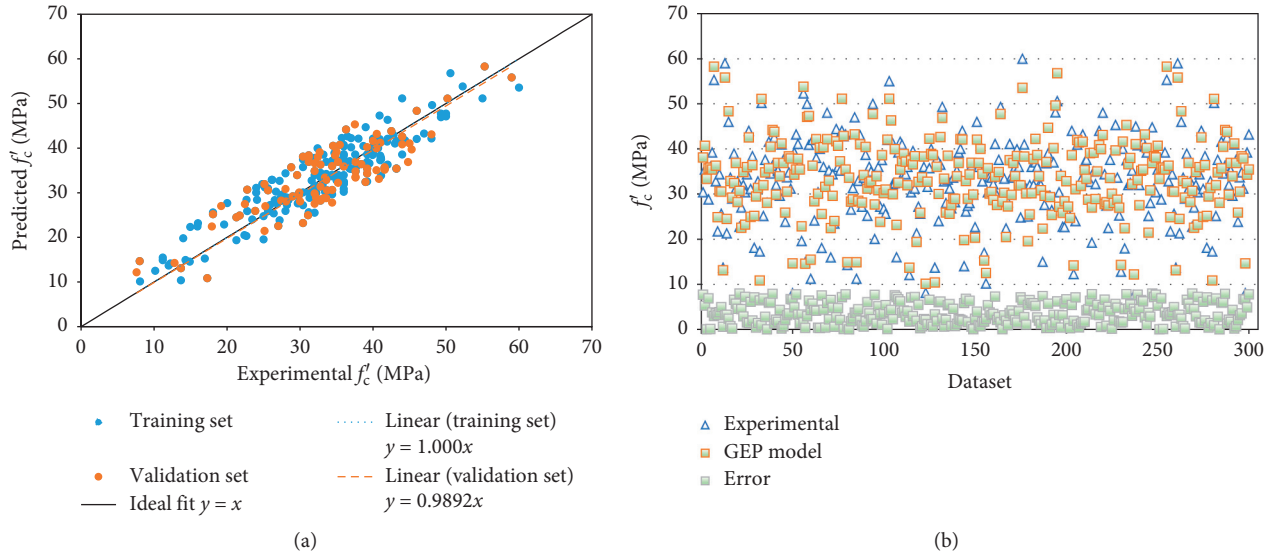 70
60
50
40
30
20
10
0
Predicted f′c (MPa)
0 10 20 30 40 50 60 70
Experimental f′c (MPa)
Training set
Linear (training set)
y = 1.000x
Validation set
Linear (validation set)
y = 0.9892x
Ideal fit y = x
(a)
70
60
50
40
30
20
10
0
f′c (MPa)
0 50 100 150 200 250 300
Dataset
Experimental
GEP model
Error
(b)